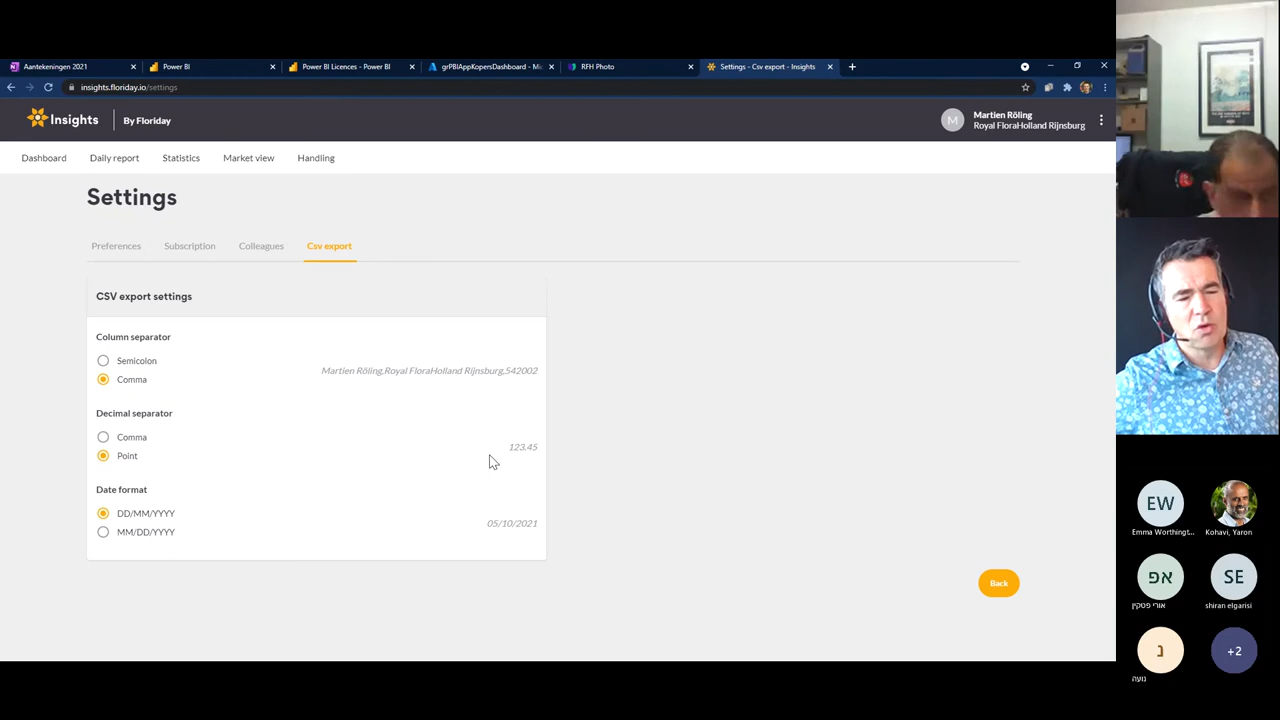 Aantekeningen 2021
Power BI
Power BI Licences - Power BI
grPBIAppKopersDashboard - Mic
RFH Photo
Settings - Csv export - Insights
insights.floriday.io/settings
Insights
By Floriday
M
Martien Röling
Royal FloraHolland Rijnsburg
Dashboard
Daily report
Statistics
Market view
Handling
Settings
Preferences
Subscription
Colleagues
Csv export
CSV export settings
Column separator
Semicolon
Comma
Martien Röling,Royal FloraHolland Rijnsburg,542002
Decimal separator
Comma
Point
123.45
Date format
DD/MM/YYYY
MM/DD/YYYY
05/10/2021
Back
EW
Emma Worthingt...
Kohavi, Yaron
אפ
אורי פטקין
SE
shiran elgarisi
נ
נועה
+2